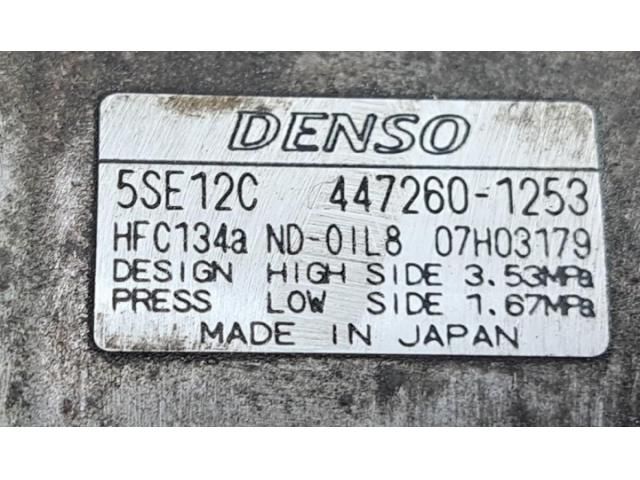 DENSO
5SE12C 447260-1253
HFC134a ND-OIL8 07H03179
DESIGN HIGH SIDE 3.53MPa
PRESS LOW SIDE 1.67MPa
MADE IN JAPAN